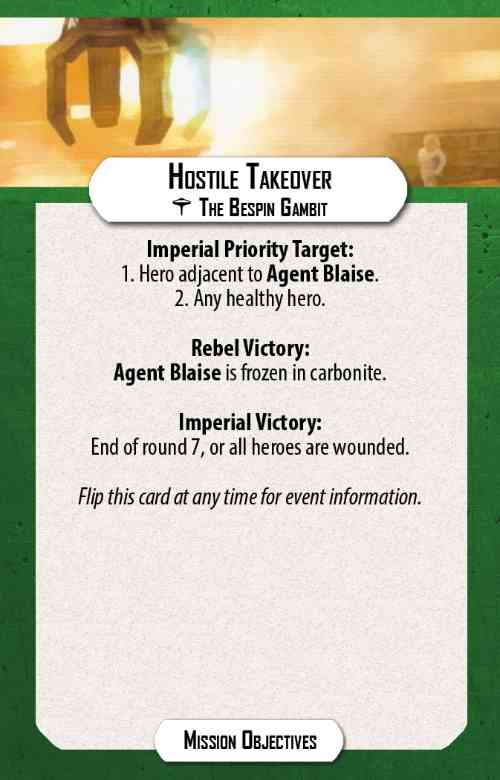 Hostile Takeover
The Bespin Gambit
Imperial Priority Target:
1. Hero adjacent to Agent Blaise.
2. Any healthy hero.
Rebel Victory:
Agent Blaise is frozen in carbonite.
Imperial Victory:
End of round 7, or all heroes are wounded.
Flip this card at any time for event information.
Mission Objectives